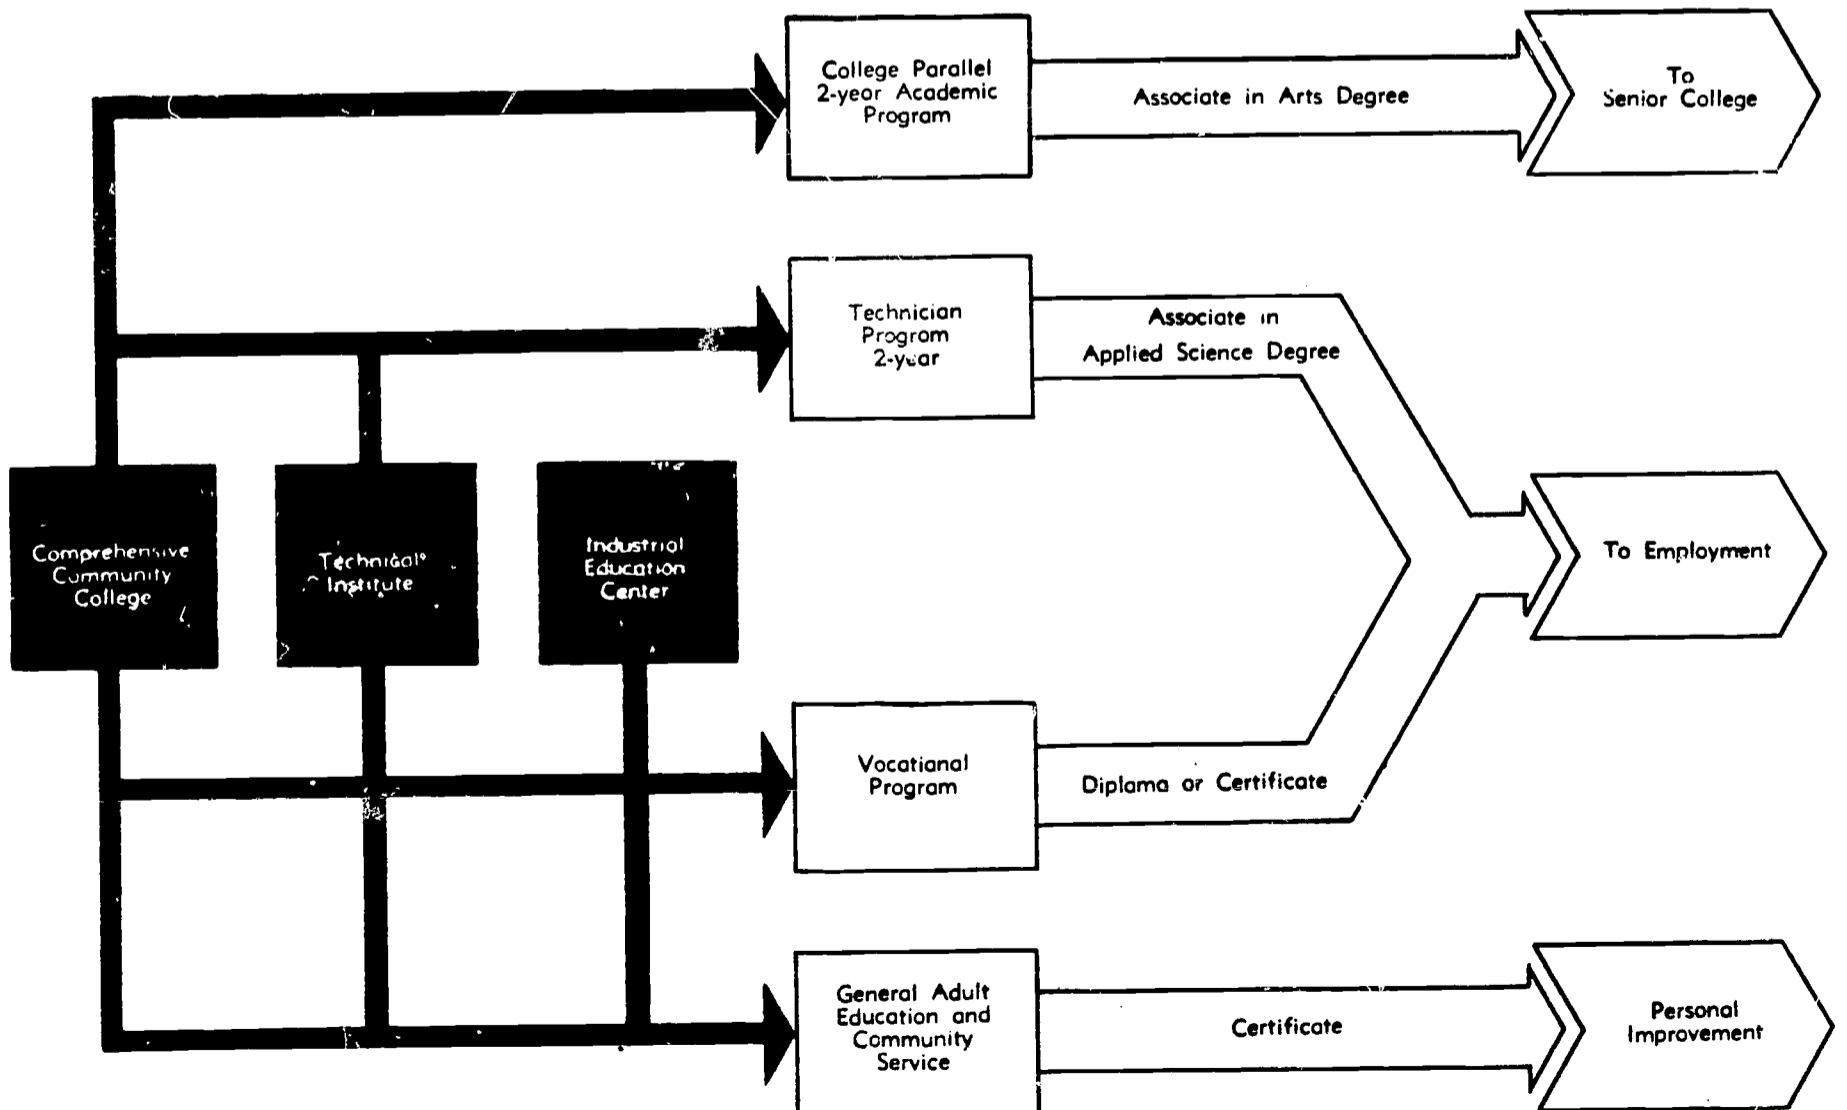 College Parallel
2-year Academic
Program
Associate in Arts Degree
To
Senior College
Technician
Program
2-year
Associate in
Applied Science Degree
Comprehensive
Community
College
Technical
Institute
Industrial
Education
Center
To Employment
Vocatianal
Program
Diplama or Certificate
General Adult
Education and
Community
Service
Certificate
Personal
Improvement